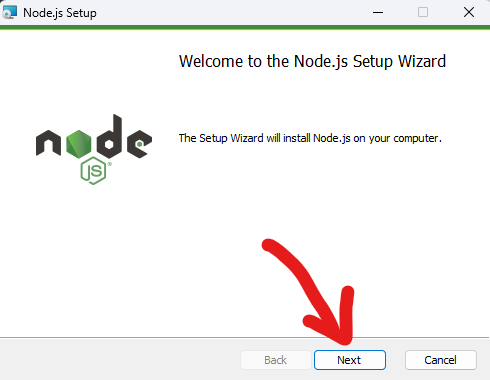 Node.js Setup
Welcome to the Node.js Setup Wizard
The Setup Wizard will install Node.js on your computer.
node
JS®
Back
Next
Cancel